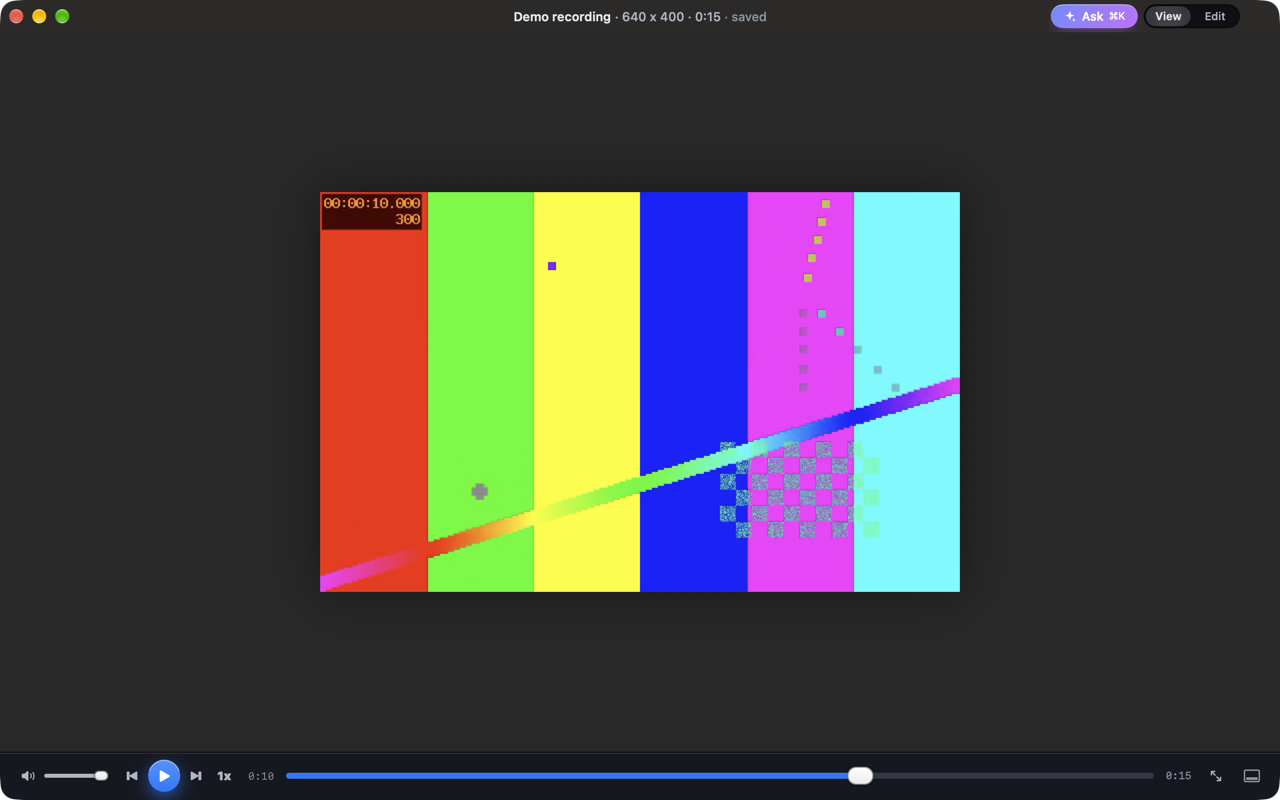 Demo recording · 640 x 400 · 0:15 · saved
Ask ⌘K
View
Edit
00:00:10.000
300
1x
0:10
0:15